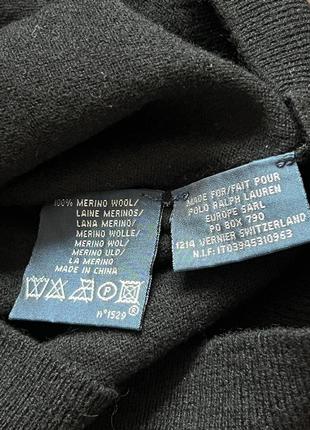 100% MERINO WOOL/
LAINE MERINOS/
LANA MERINO/
MERINO WOLLE/
MERINO WOL/
MERINO ULD/
LA MERINO
MADE IN CHINA
n°1529 ®
MADE FOR/FAIT POUR
POLO RALPH LAUREN
EUROPE SARL
PO BOX 790
1214 VERNIER SWITZERLAND
N.I.F: IT03945310963